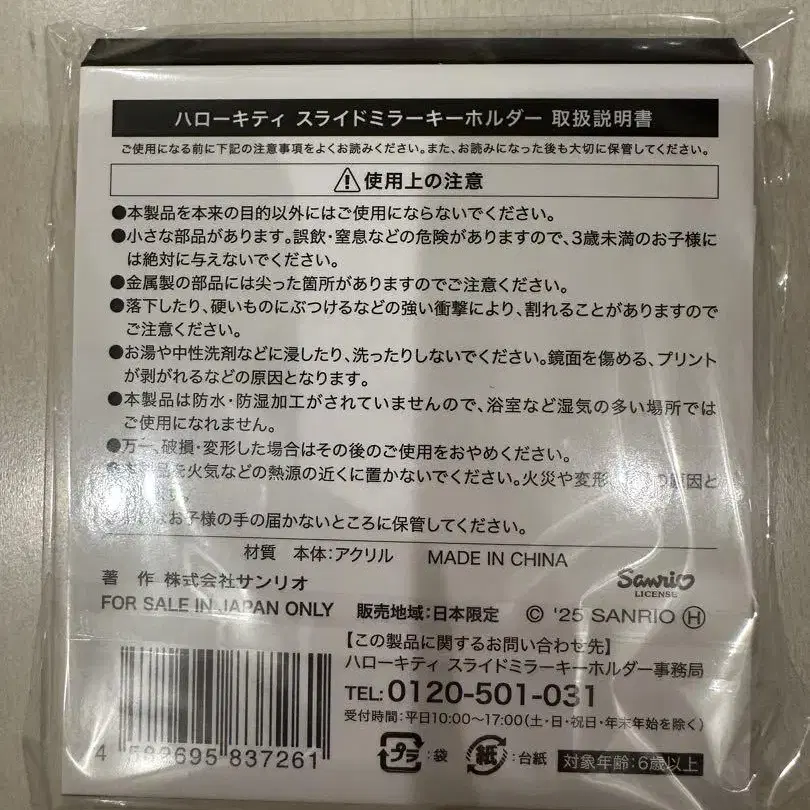 ハローキティ スライドミラーキーホルダー 取扱説明書
ご使用になる前に下記の注意事項をよくお読みください。また、お読みになった後も大切に保管してください。
⚠使用上の注意
●本製品を本来の目的以外にはご使用にならないでください。
●小さな部品があります。誤飲・窒息などの危険がありますので、3歳未満のお子様に
は絶対に与えないでください。
●金属製の部品には尖った箇所がありますのでご注意ください。
●落下したり、硬いものにぶつけるなどの強い衝撃により、割れることがありますので
ご注意ください。
●お湯や中性洗剤などに浸したり、洗ったりしないでください。鏡面を傷める、プリント
が剥がれるなどの原因となります。
●本製品は防水・防湿加工がされていませんので、浴室など湿気の多い場所では
ご使用になれません。
●万一、破損・変形した場合はその後のご使用をおやめください。
を火気などの熱源の近くに置かないでください。火災や変形 原因と
す。
はお子様の手の届かないところに保管してください。
材質 本体:アクリル MADE IN CHINA
著 作 株式会社サンリオ
Sanrio
LICENSE
FOR SALE IN JAPAN ONLY 販売地域:日本限定 © '25 SANRIO Ⓗ
【この製品に関するお問い合わせ先】
ハローキティ スライドミラーキーホルダー事務局
TEL:0120-501-031
受付時間:平日10:00〜17:00(土・日・祝日・年末年始を除く)
4 582695 837261
プラ:袋 紙:台紙 対象年齢:6歳以上